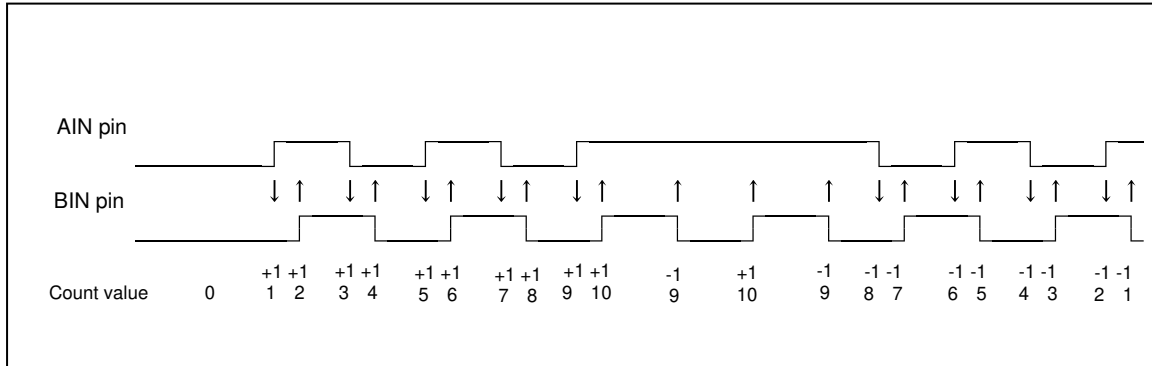 AIN pin
BIN pin
+1 +1 +1 +1 +1 +1 +1 +1 +1 +1 -1 +1 -1 -1 -1 -1 -1 -1 -1 -1 -1
Count value 0 1 2 3 4 5 6 7 8 9 10 9 10 9 8 7 6 5 4 3 2 1